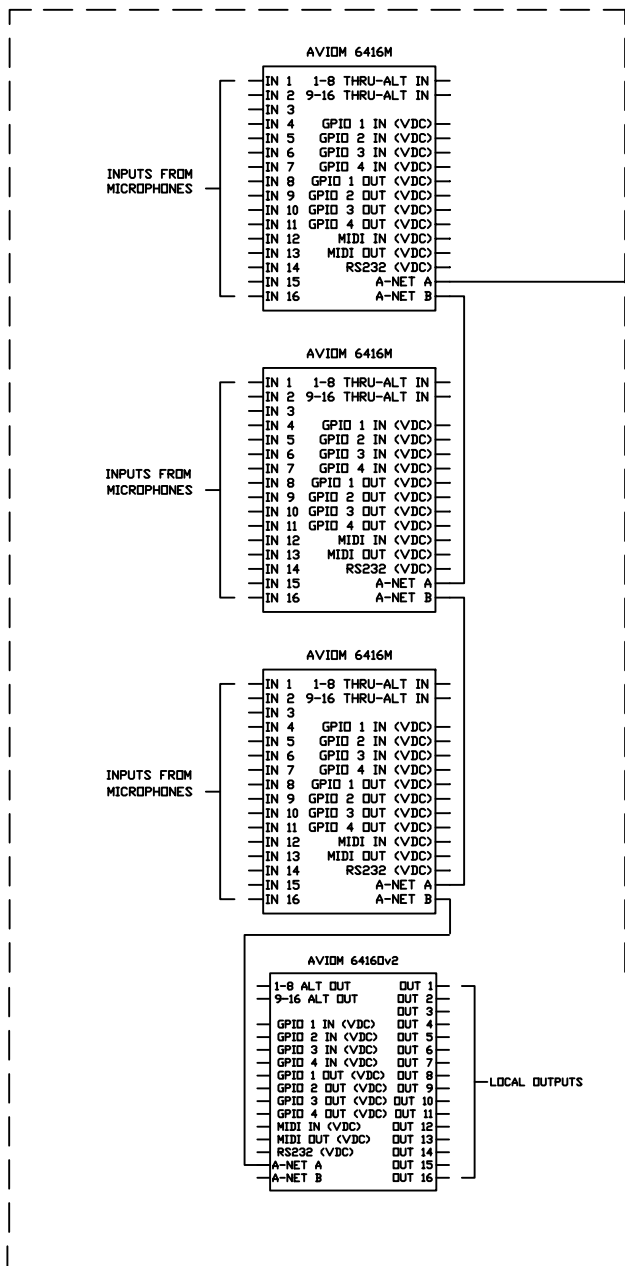 AVIOM 6416M
IN 1 1-8 THRU-ALT IN
IN 2 9-16 THRU-ALT IN
IN 3
IN 4 GPIO 1 IN (VDC)
IN 5 GPIO 2 IN (VDC)
IN 6 GPIO 3 IN (VDC)
IN 7 GPIO 4 IN (VDC)
IN 8 GPIO 1 OUT (VDC)
IN 9 GPIO 2 OUT (VDC)
IN 10 GPIO 3 OUT (VDC)
IN 11 GPIO 4 OUT (VDC)
IN 12 MIDI IN (VDC)
IN 13 MIDI OUT (VDC)
IN 14 RS232 (VDC)
IN 15 A-NET A
IN 16 A-NET B
INPUTS FROM
MICROPHONES
AVIOM 6416M
IN 1 1-8 THRU-ALT IN
IN 2 9-16 THRU-ALT IN
IN 3
IN 4 GPIO 1 IN (VDC)
IN 5 GPIO 2 IN (VDC)
IN 6 GPIO 3 IN (VDC)
IN 7 GPIO 4 IN (VDC)
IN 8 GPIO 1 OUT (VDC)
IN 9 GPIO 2 OUT (VDC)
IN 10 GPIO 3 OUT (VDC)
IN 11 GPIO 4 OUT (VDC)
IN 12 MIDI IN (VDC)
IN 13 MIDI OUT (VDC)
IN 14 RS232 (VDC)
IN 15 A-NET A
IN 16 A-NET B
INPUTS FROM
MICROPHONES
AVIOM 6416M
IN 1 1-8 THRU-ALT IN
IN 2 9-16 THRU-ALT IN
IN 3
IN 4 GPIO 1 IN (VDC)
IN 5 GPIO 2 IN (VDC)
IN 6 GPIO 3 IN (VDC)
IN 7 GPIO 4 IN (VDC)
IN 8 GPIO 1 OUT (VDC)
IN 9 GPIO 2 OUT (VDC)
IN 10 GPIO 3 OUT (VDC)
IN 11 GPIO 4 OUT (VDC)
IN 12 MIDI IN (VDC)
IN 13 MIDI OUT (VDC)
IN 14 RS232 (VDC)
IN 15 A-NET A
IN 16 A-NET B
INPUTS FROM
MICROPHONES
AVIOM 6416Ov2
1-8 ALT OUT OUT 1
9-16 ALT OUT OUT 2
OUT 3
GPIO 1 IN (VDC) OUT 4
GPIO 2 IN (VDC) OUT 5
GPIO 3 IN (VDC) OUT 6
GPIO 4 IN (VDC) OUT 7
GPIO 1 OUT (VDC) OUT 8
GPIO 2 OUT (VDC) OUT 9
GPIO 3 OUT (VDC) OUT 10
GPIO 4 OUT (VDC) OUT 11
MIDI IN (VDC) OUT 12
MIDI OUT (VDC) OUT 13
RS232 (VDC) OUT 14
A-NET A OUT 15
A-NET B OUT 16
LOCAL OUTPUTS